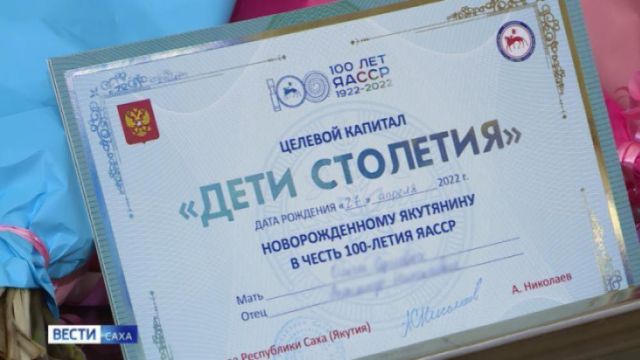 100 ЛЕТ
ЯАССР
1922-2022
ЦЕЛЕВОЙ КАПИТАЛ
«ДЕТИ СТОЛЕТИЯ»
ДАТА РОЖДЕНИЯ «27» апреля 2022 г.
НОВОРОЖДЕННОМУ ЯКУТЯНИНУ
В ЧЕСТЬ 100-ЛЕТИЯ ЯАССР
Мать
Отец
Республики Саха (Якутия)
А. Николаев
ВЕСТИ САХА